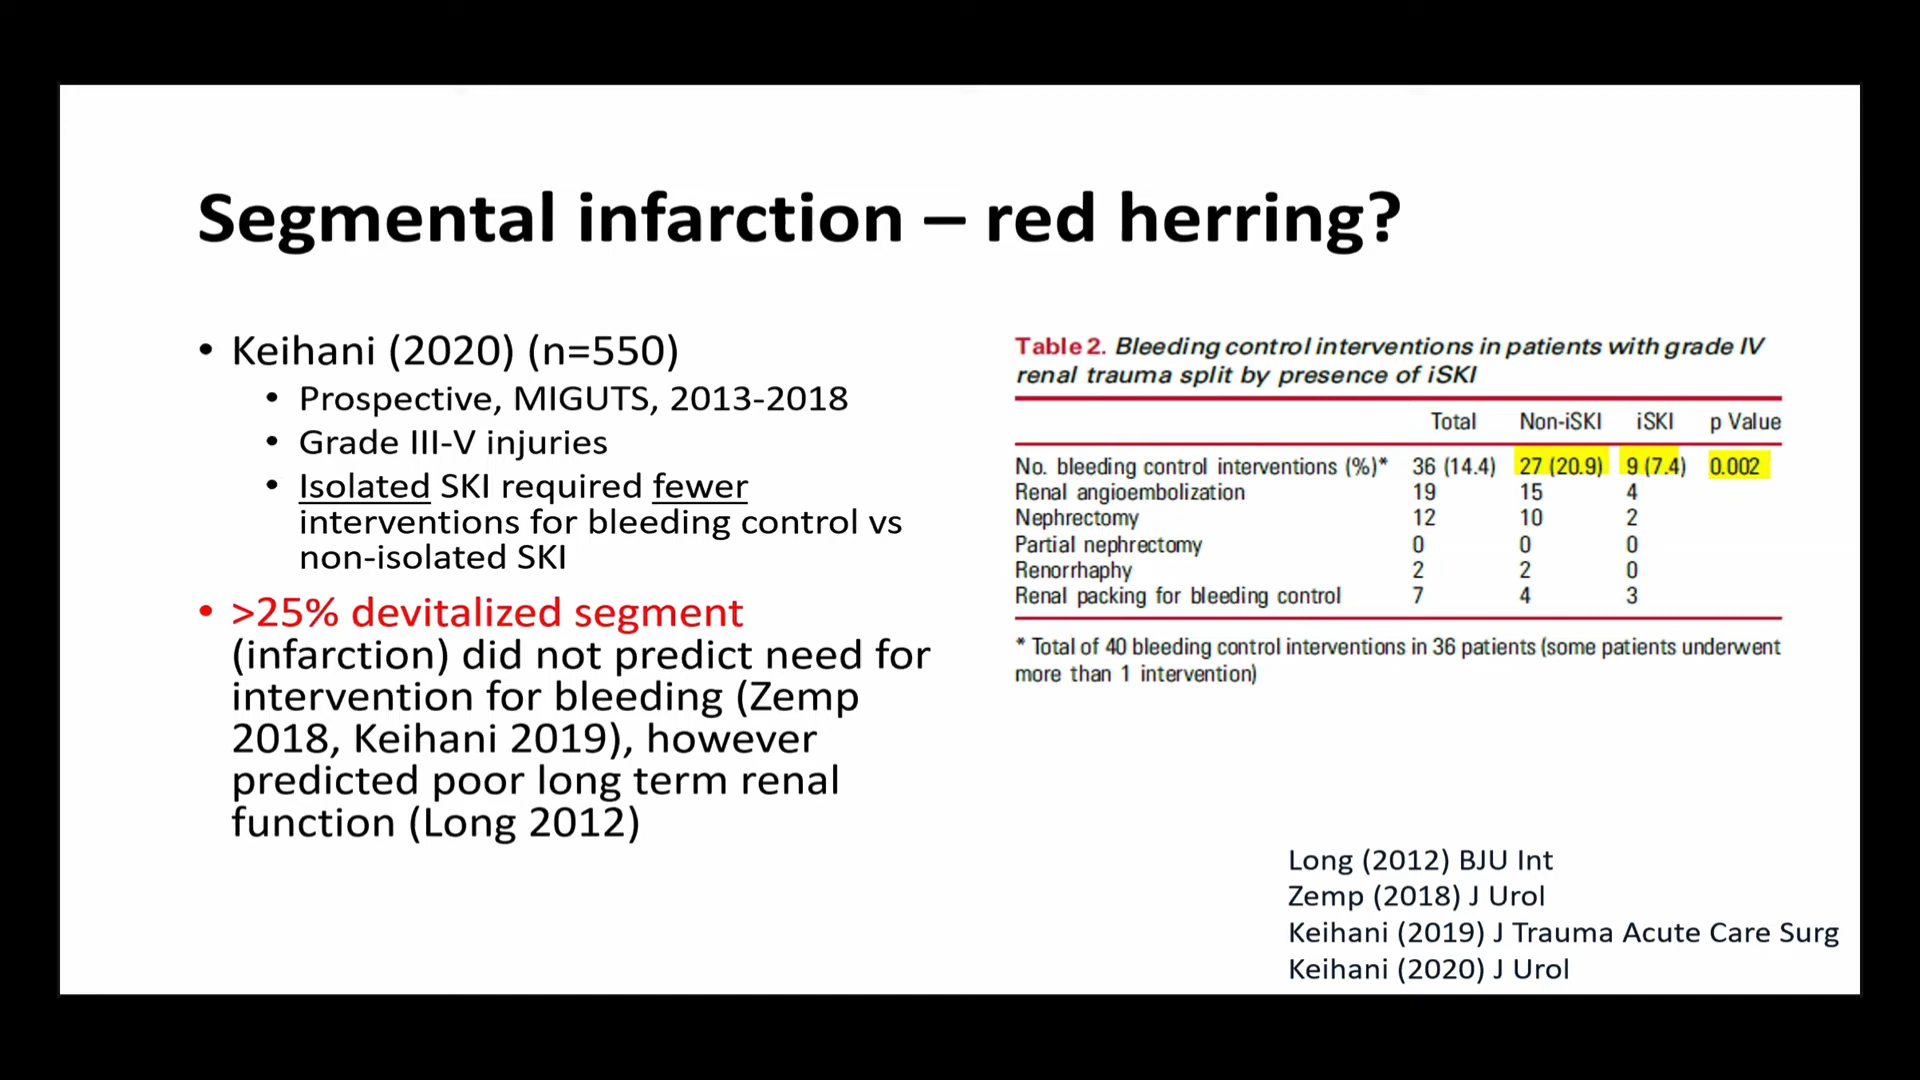 Segmental infarction – red herring?
• Keihani (2020) (n=550)
• Prospective, MIGUTS, 2013-2018
• Grade III-V injuries
• Isolated SKI required fewer
interventions for bleeding control vs
non-isolated SKI
• >25% devitalized segment
(infarction) did not predict need for
intervention for bleeding (Zemp
2018, Keihani 2019), however
predicted poor long term renal
function (Long 2012)
Table 2. Bleeding control interventions in patients with grade IV
renal trauma split by presence of iSKI
Total Non-iSKI iSKI p Value
No. bleeding control interventions (%)* 36 (14.4) 27 (20.9) 9 (7.4) 0.002
Renal angioembolization 19 15 4
Nephrectomy 12 10 2
Partial nephrectomy 0 0 0
Renorrhaphy 2 2 0
Renal packing for bleeding control 7 4 3
* Total of 40 bleeding control interventions in 36 patients (some patients underwent
more than 1 intervention)
Long (2012) BJU Int
Zemp (2018) J Urol
Keihani (2019) J Trauma Acute Care Surg
Keihani (2020) J Urol